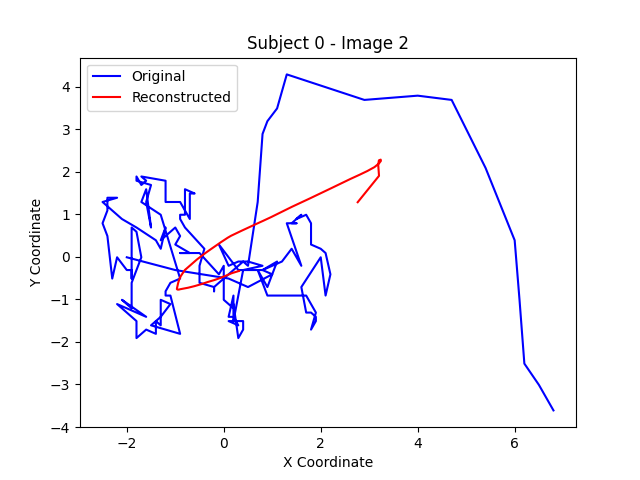 Subject 0 - Image 2
Original
Reconstructed
4
3
2
1
0
−1
−2
−3
−4
Y Coordinate
−2 0 2 4 6
X Coordinate